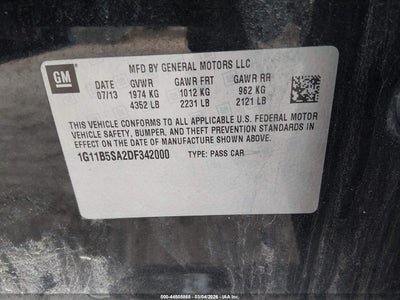 GM
MFD BY GENERAL MOTORS LLC
DATE GVWR GAWR FRT GAWR RR
07/13 1974 KG 1012 KG 962 KG
4352 LB 2231 LB 2121 LB
THIS VEHICLE CONFORMS TO ALL APPLICABLE U.S. FEDERAL MOTOR
VEHICLE SAFETY, BUMPER, AND THEFT PREVENTION STANDARDS IN
EFFECT ON THE DATE OF MANUFACTURE SHOWN ABOVE.
1G11B5SA2DF342000
TYPE: PASS CAR
000-44808868 03/04/2026 IAA Inc.